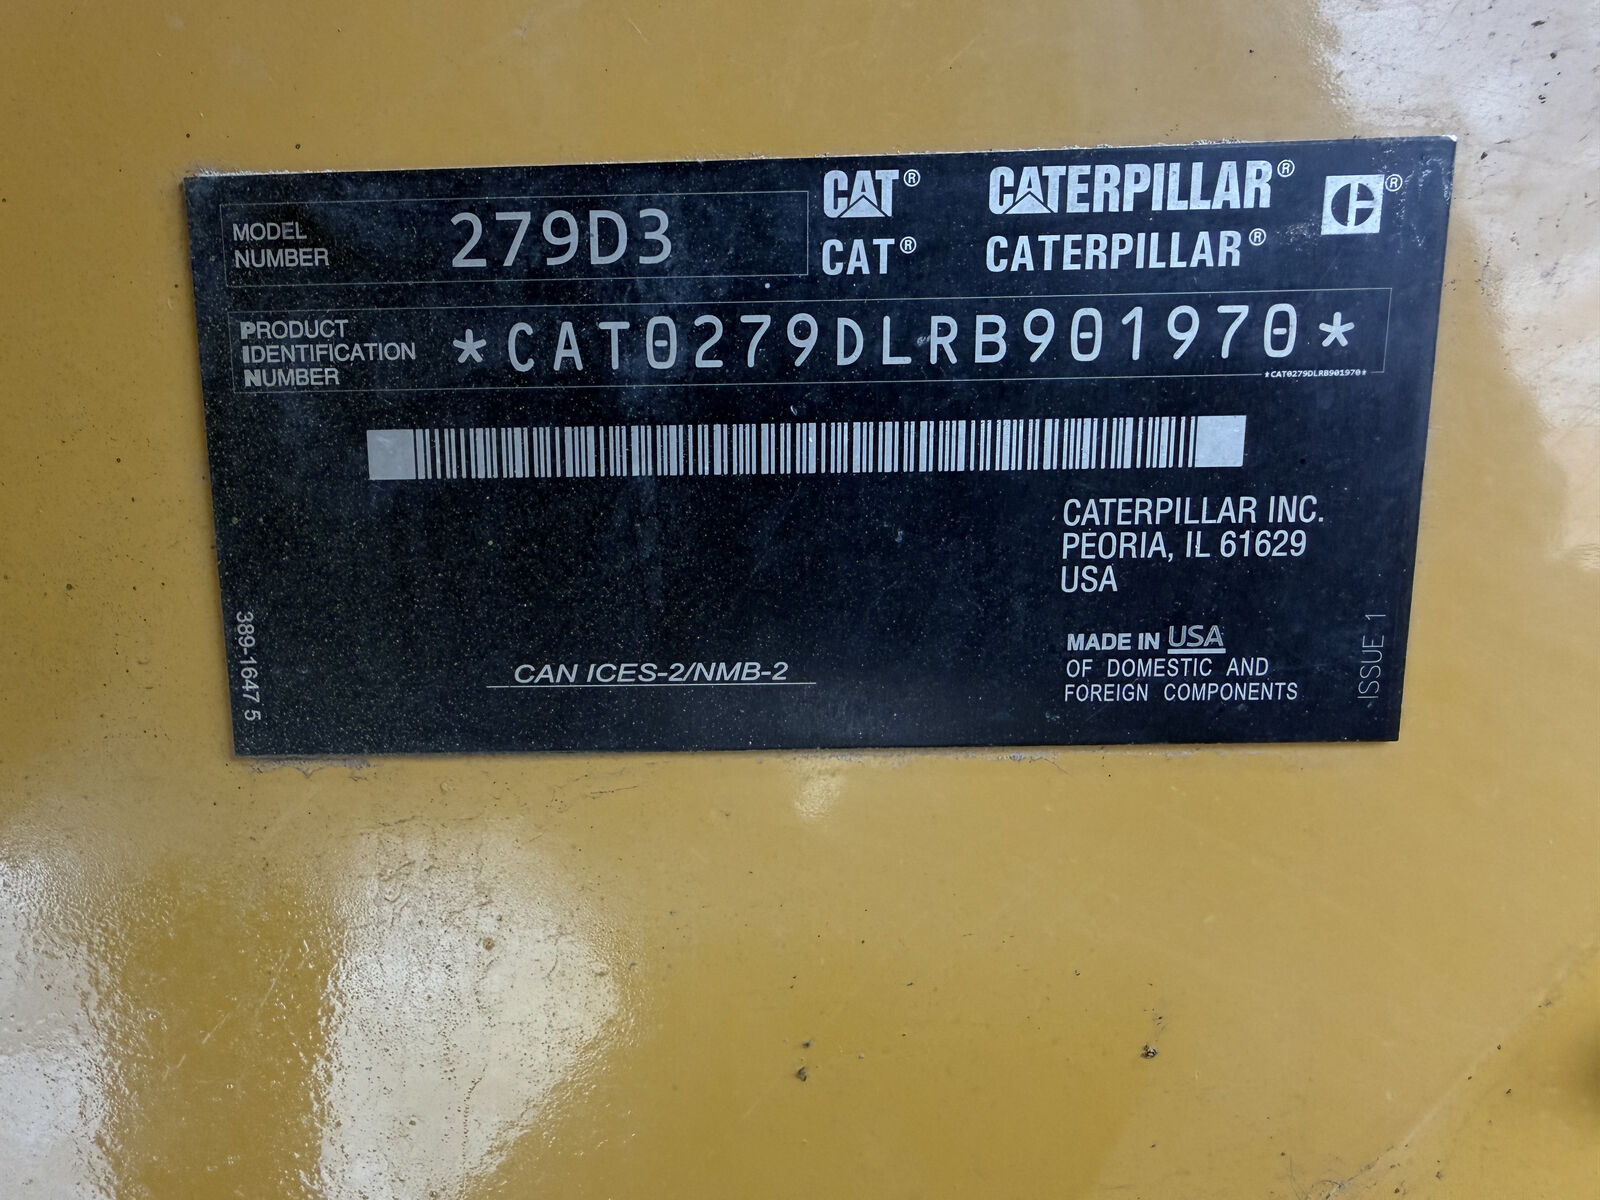 MODEL NUMBER 279D3
CAT® CATERPILLAR® ®
CAT® CATERPILLAR®
PRODUCT IDENTIFICATION NUMBER *CAT0279DLRB901970*
*CAT0279DLRB901970*
CATERPILLAR INC.
PEORIA, IL 61629
USA
MADE IN USA
OF DOMESTIC AND
FOREIGN COMPONENTS
CAN ICES-2/NMB-2
389-1647 5
ISSUE 1